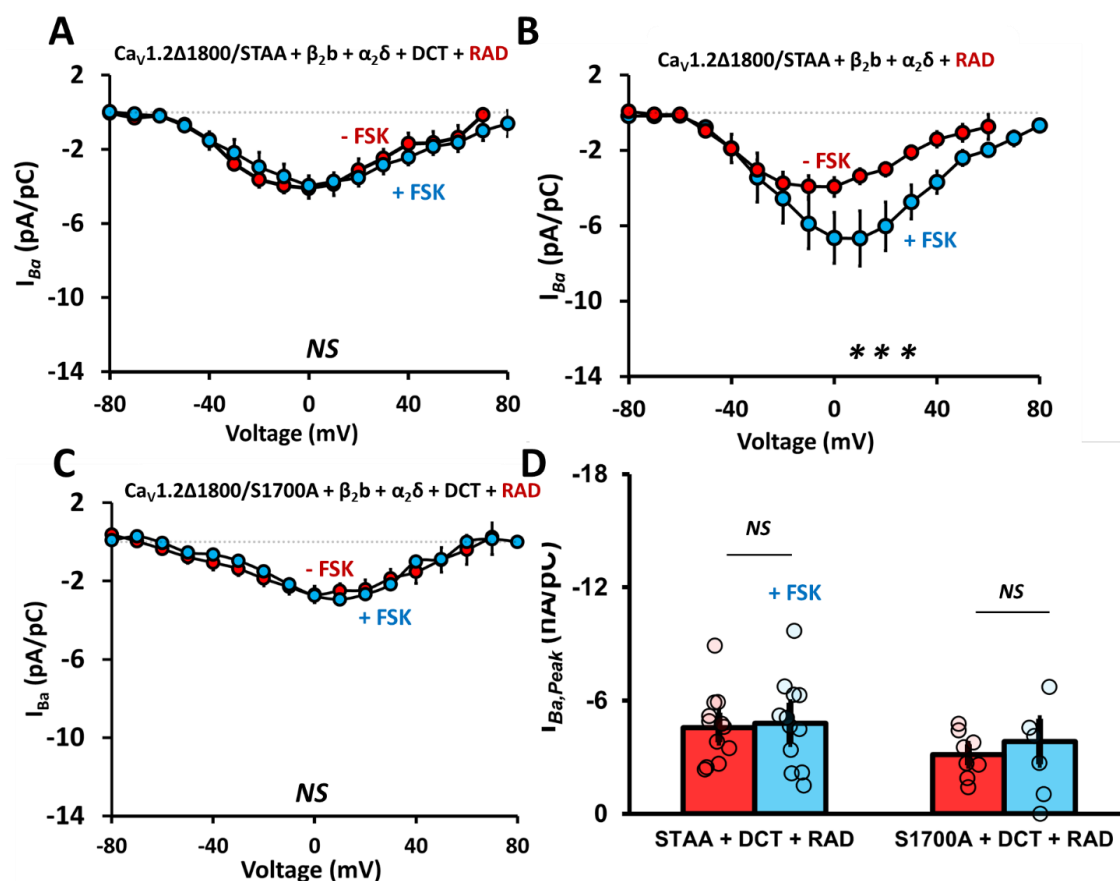 A
CaV1.2Δ1800/STAA + β2b + α2δ + DCT + RAD
2
-2
-6
-10
-14
IBa (pA/pC)
- FSK
+ FSK
NS
-80
-40
0
40
80
Voltage (mV)
B
CaV1.2Δ1800/STAA + β2b + α2δ + RAD
2
-2
-6
-10
-14
IBa (pA/pC)
- FSK
+ FSK
* * *
-80
-40
0
40
80
Voltage (mV)
C
CaV1.2Δ1800/S1700A + β2b + α2δ + DCT + RAD
2
-2
-6
-10
-14
IBa (pA/pC)
- FSK
+ FSK
NS
-80
-40
0
40
80
Voltage (mV)
D
-18
-12
-6
0
IBa,Peak
NS
+ FSK
NS
STAA + DCT + RAD
S1700A + DCT + RAD